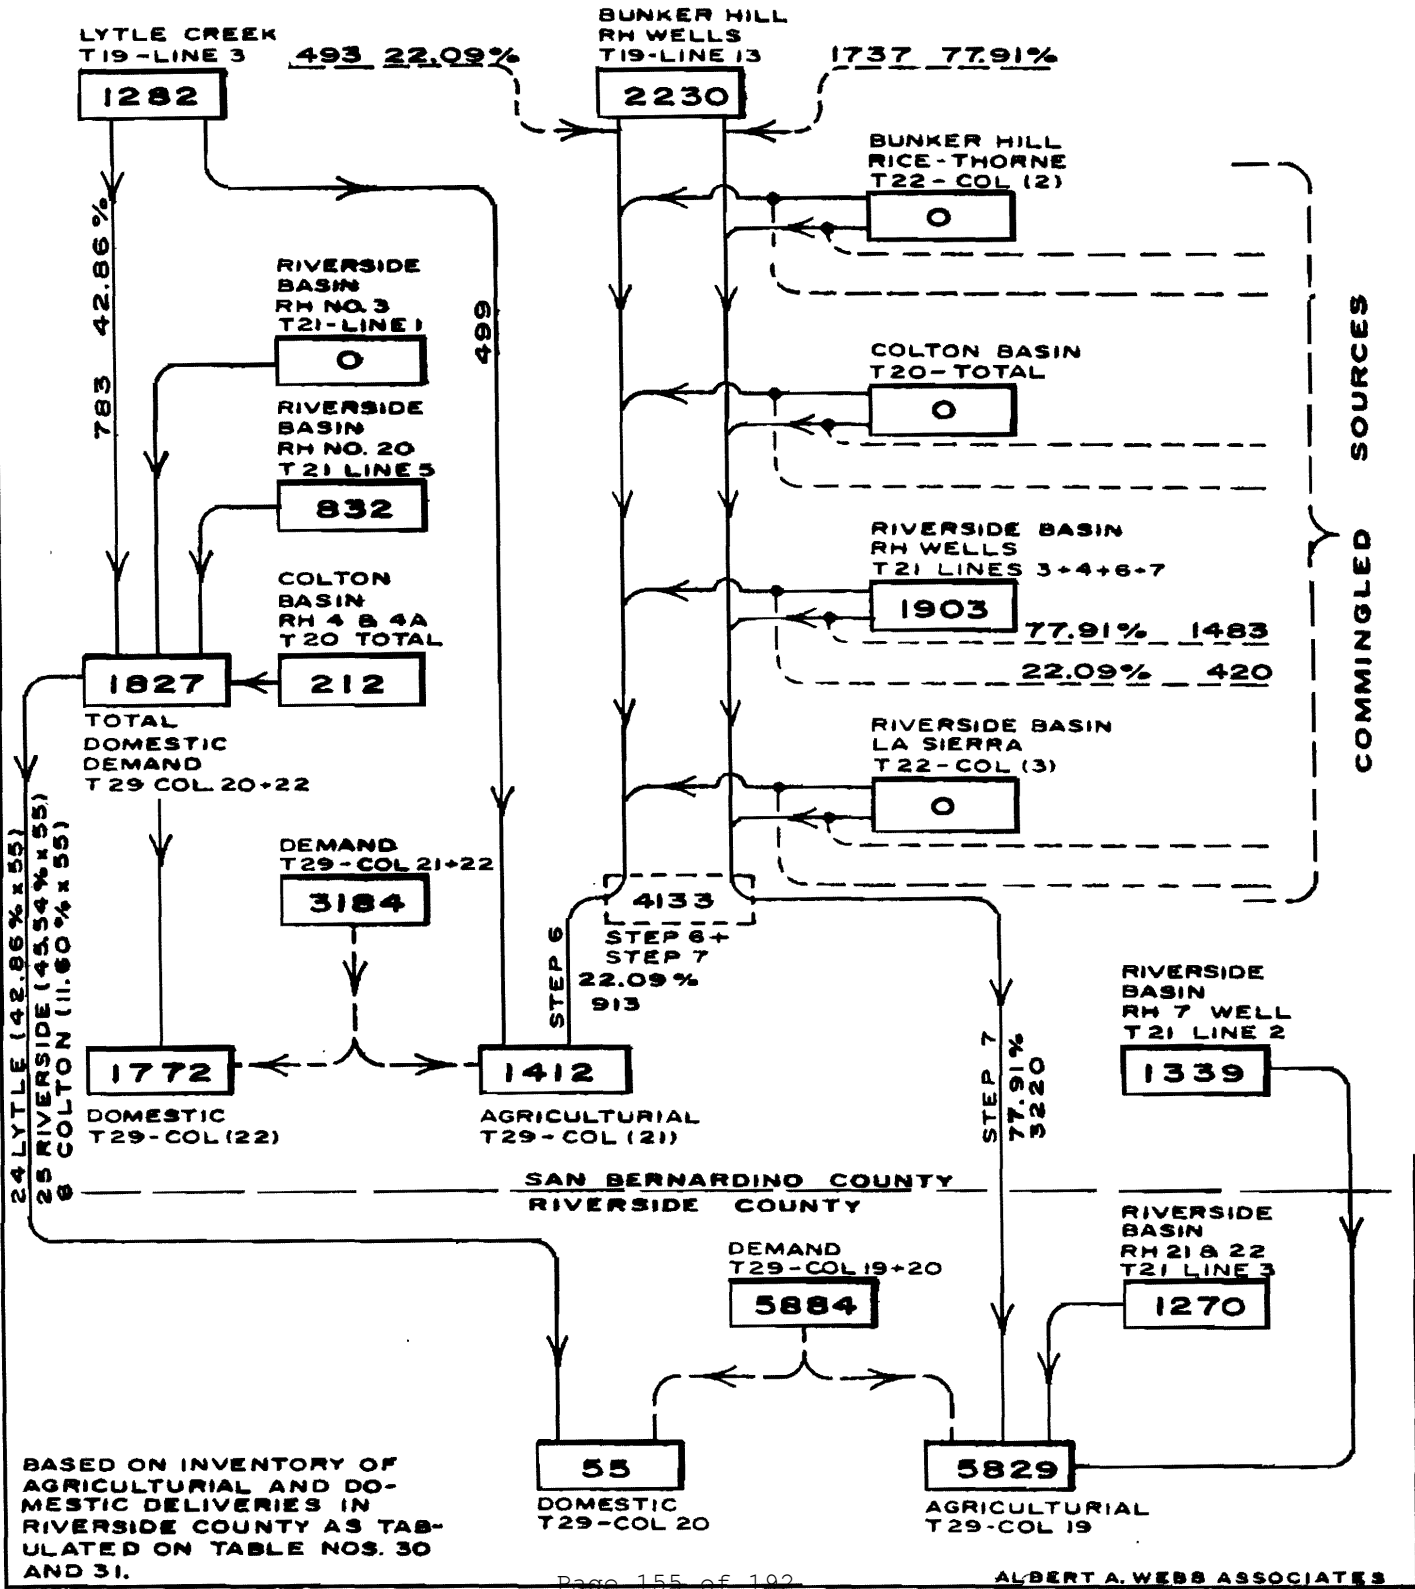 LYTLE CREEK
T19-LINE 3
1282
493 22.09%
BUNKER HILL
RH WELLS
T19-LINE 13
2230
1737 77.91%
BUNKER HILL
RICE-THORNE
T22-COL (2)
0
783 42.86%
499
RIVERSIDE
BASIN
RH NO. 3
T21-LINE 1
0
COLTON BASIN
T20-TOTAL
0
RIVERSIDE
BASIN
RH NO. 20
T21 LINE 5
832
RIVERSIDE BASIN
RH WELLS
T21 LINES 3+4+6+7
1903
77.91% 1483
22.09% 420
COMMINGLED SOURCES
COLTON
BASIN
RH 4 & 4A
T20 TOTAL
212
1827
TOTAL
DOMESTIC
DEMAND
T29 COL 20+22
RIVERSIDE BASIN
LA SIERRA
T22-COL (3)
0
24 LYTLE (42.86% x 55)
25 RIVERSIDE (45.54% x 55)
6 COLTON (11.60% x 55)
DEMAND
T29-COL 21+22
3184
4133
STEP 6+
STEP 7
22.09%
913
STEP 6
RIVERSIDE
BASIN
RH 7 WELL
T21 LINE 2
1339
STEP 7
77.91%
3220
1772
DOMESTIC
T29-COL (22)
1412
AGRICULTURIAL
T29-COL (21)
SAN BERNARDINO COUNTY
RIVERSIDE COUNTY
RIVERSIDE
BASIN
RH 21 & 22
T21 LINE 3
1270
DEMAND
T29-COL 19+20
5884
55
DOMESTIC
T29-COL 20
5829
AGRICULTURIAL
T29-COL 19
BASED ON INVENTORY OF
AGRICULTURIAL AND DO-
MESTIC DELIVERIES IN
RIVERSIDE COUNTY AS TAB-
ULATED ON TABLE NOS. 30
AND 31.
Page 155 of 192
ALBERT A. WEBB ASSOCIATES